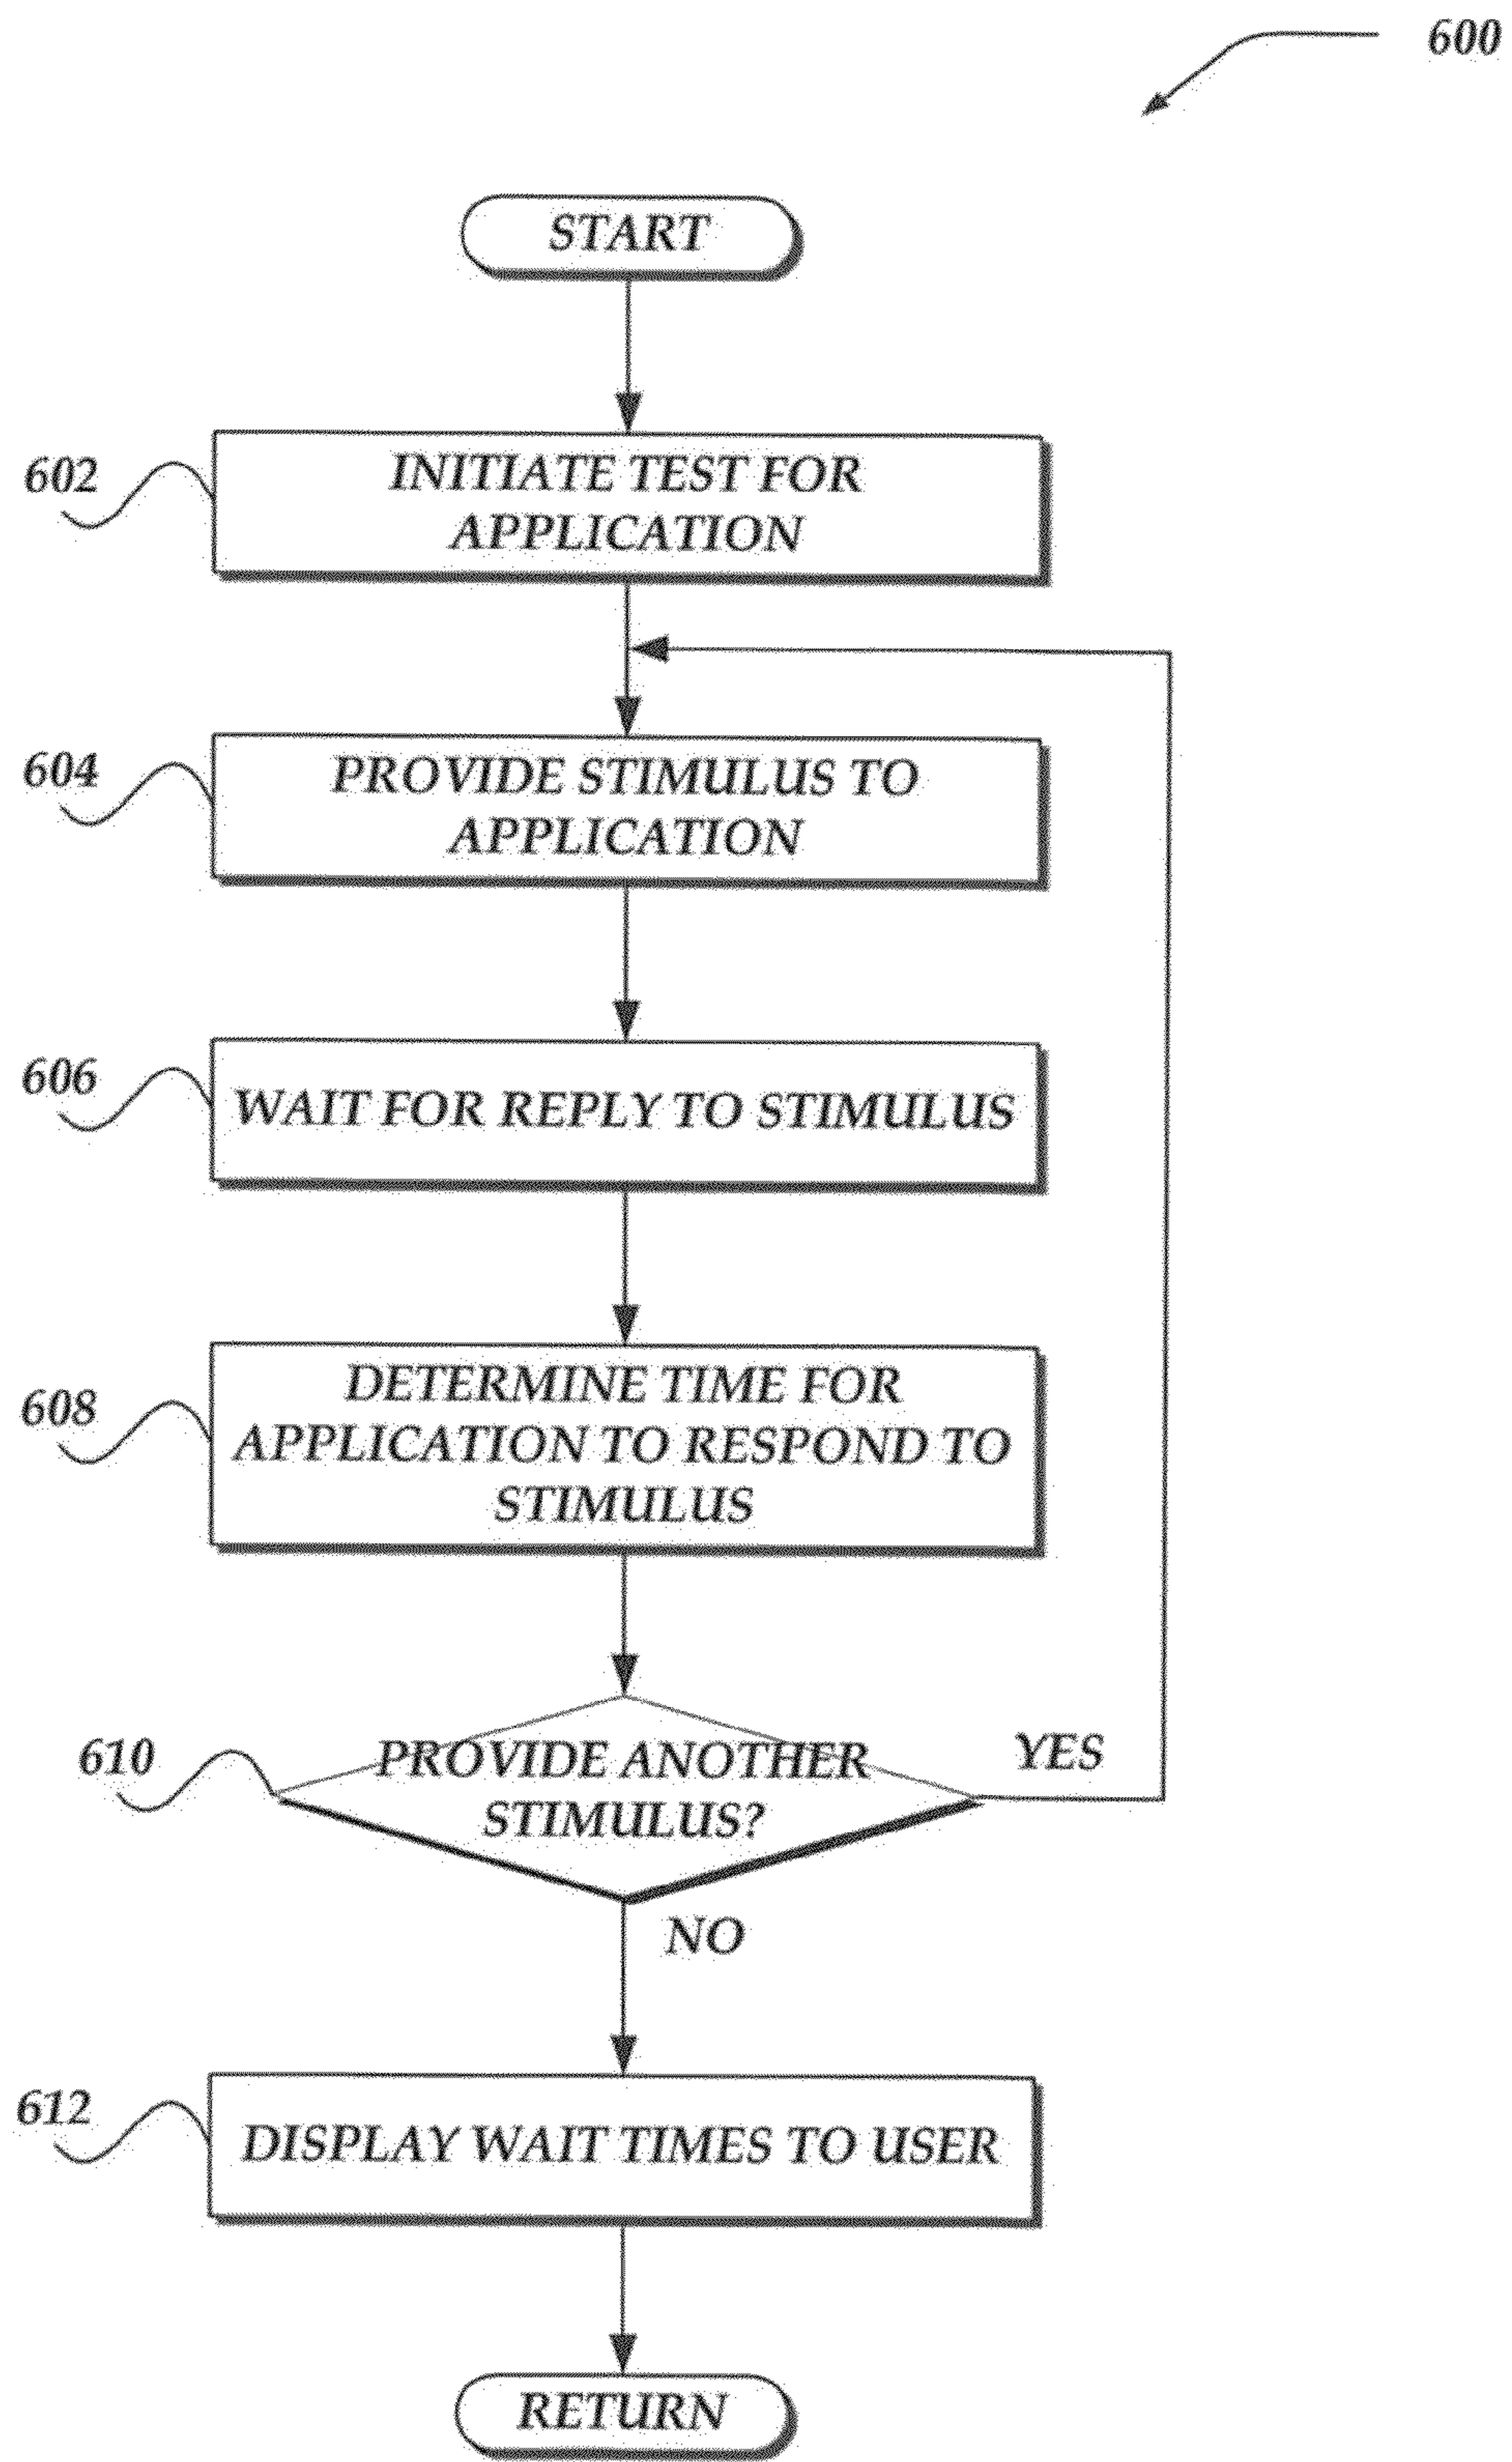 600
START
602
INITIATE TEST FOR
APPLICATION
604
PROVIDE STIMULUS TO
APPLICATION
606
WAIT FOR REPLY TO STIMULUS
608
DETERMINE TIME FOR
APPLICATION TO RESPOND TO
STIMULUS
610
PROVIDE ANOTHER
STIMULUS?
YES
NO
612
DISPLAY WAIT TIMES TO USER
RETURN